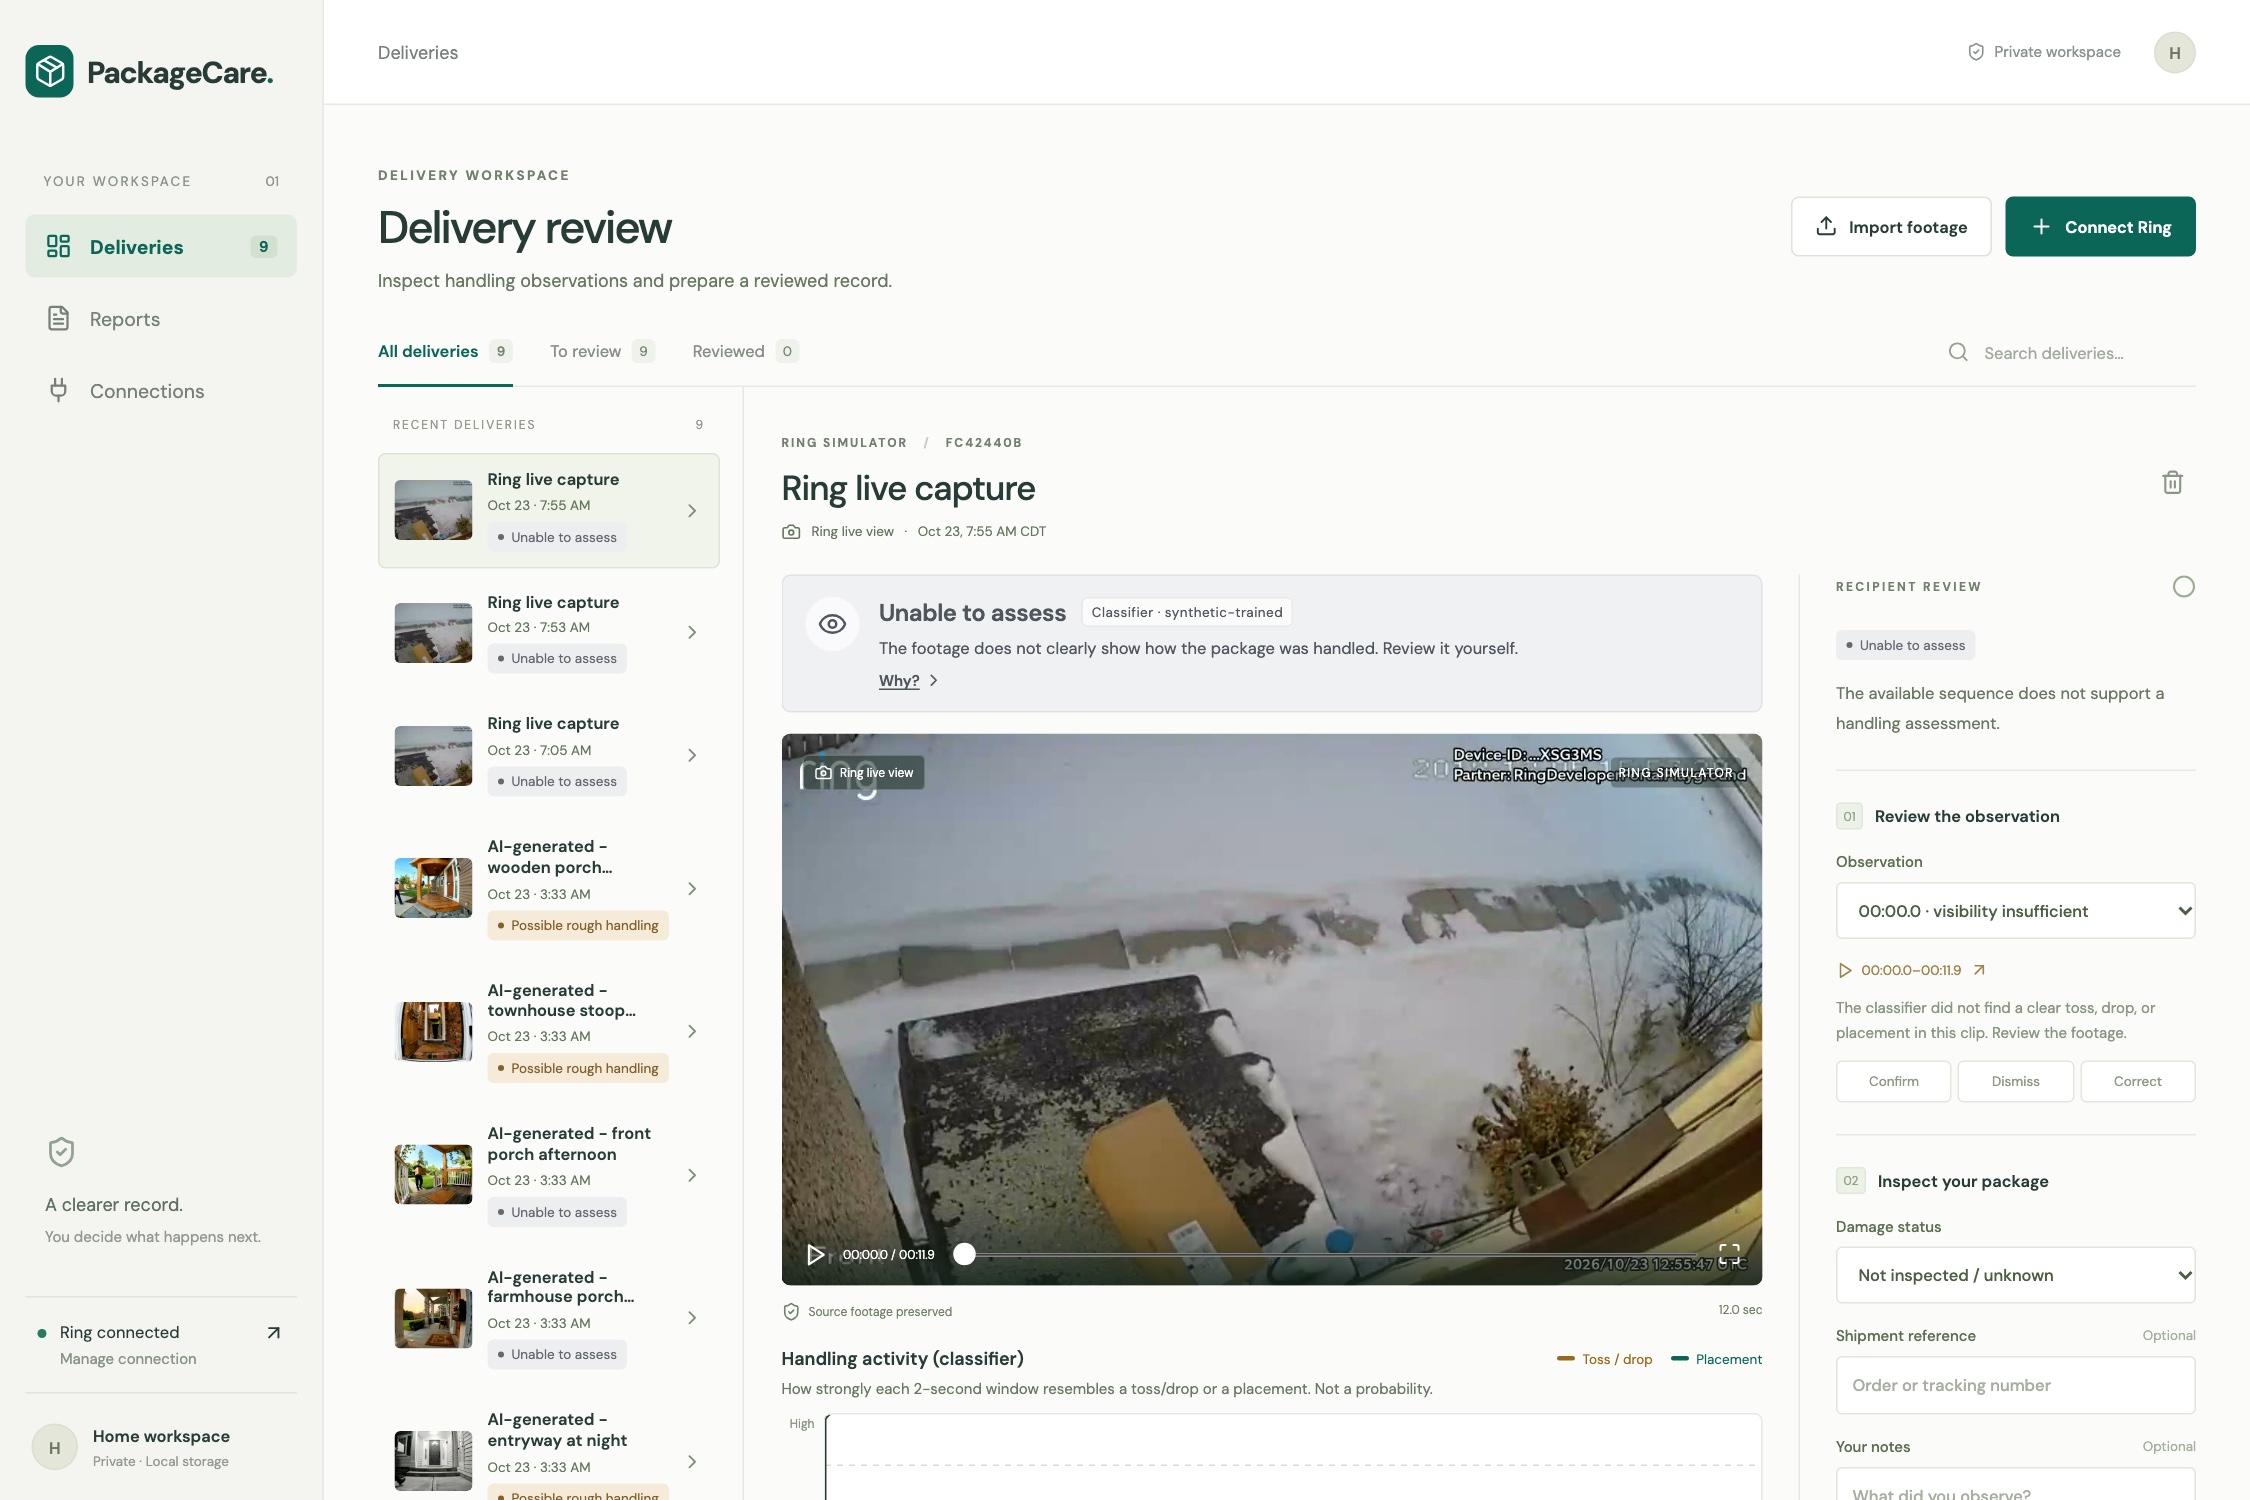 PackageCare.
YOUR WORKSPACE 01
Deliveries 9
Reports
Connections
A clearer record.
You decide what happens next.
Ring connected
Manage connection
H
Home workspace
Private · Local storage
Deliveries
Private workspace
H
DELIVERY WORKSPACE
Delivery review
Inspect handling observations and prepare a reviewed record.
Import footage
Connect Ring
All deliveries 9
To review 9
Reviewed 0
Search deliveries...
RECENT DELIVERIES 9
Ring live capture
Oct 23 · 7:55 AM
Unable to assess
Ring live capture
Oct 23 · 7:53 AM
Unable to assess
Ring live capture
Oct 23 · 7:05 AM
Unable to assess
AI-generated -
wooden porch...
Oct 23 · 3:33 AM
Possible rough handling
AI-generated -
townhouse stoop...
Oct 23 · 3:33 AM
Possible rough handling
AI-generated - front
porch afternoon
Oct 23 · 3:33 AM
Unable to assess
AI-generated -
farmhouse porch...
Oct 23 · 3:33 AM
Unable to assess
AI-generated -
entryway at night
Oct 23 · 3:33 AM
Possible rough handling
RING SIMULATOR / FC42440B
Ring live capture
Ring live view · Oct 23, 7:55 AM CDT
Unable to assess
Classifier · synthetic-trained
The footage does not clearly show how the package was handled. Review it yourself.
Why?
ring
Ring live view
Device-ID:...XSG3MS
Partner: RingDeveloper
RING SIMULATOR
00:00.0 / 00:11.9
2026/10/23 12:55:47 UTC
Source footage preserved
12.0 sec
Handling activity (classifier)
Toss / drop
Placement
How strongly each 2-second window resembles a toss/drop or a placement. Not a probability.
High
RECIPIENT REVIEW
Unable to assess
The available sequence does not support a
handling assessment.
01 Review the observation
Observation
00:00.0 · visibility insufficient
00:00.0–00:11.9
The classifier did not find a clear toss, drop, or
placement in this clip. Review the footage.
Confirm
Dismiss
Correct
02 Inspect your package
Damage status
Not inspected / unknown
Shipment reference Optional
Order or tracking number
Your notes Optional
What did you observe?